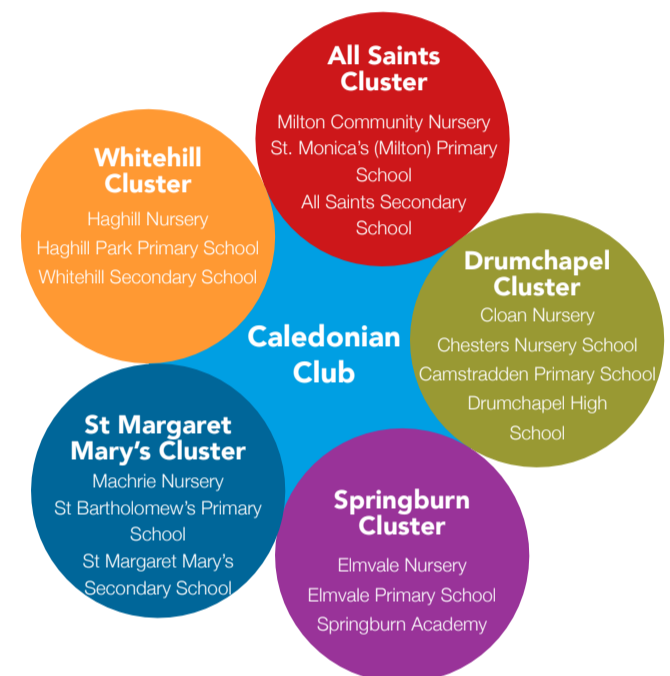 All Saints
Cluster
Milton Community Nursery
St. Monica's (Milton) Primary
School
All Saints Secondary
School
Whitehill
Cluster
Haghill Nursery
Haghill Park Primary School
Whitehill Secondary School
Drumchapel
Cluster
Cloan Nursery
Chesters Nursery School
Camstradden Primary School
Drumchapel High
School
Caledonian
Club
St Margaret
Mary's Cluster
Machrie Nursery
St Bartholomew's Primary
School
St Margaret Mary's
Secondary School
Springburn
Cluster
Elmvale Nursery
Elmvale Primary School
Springburn Academy